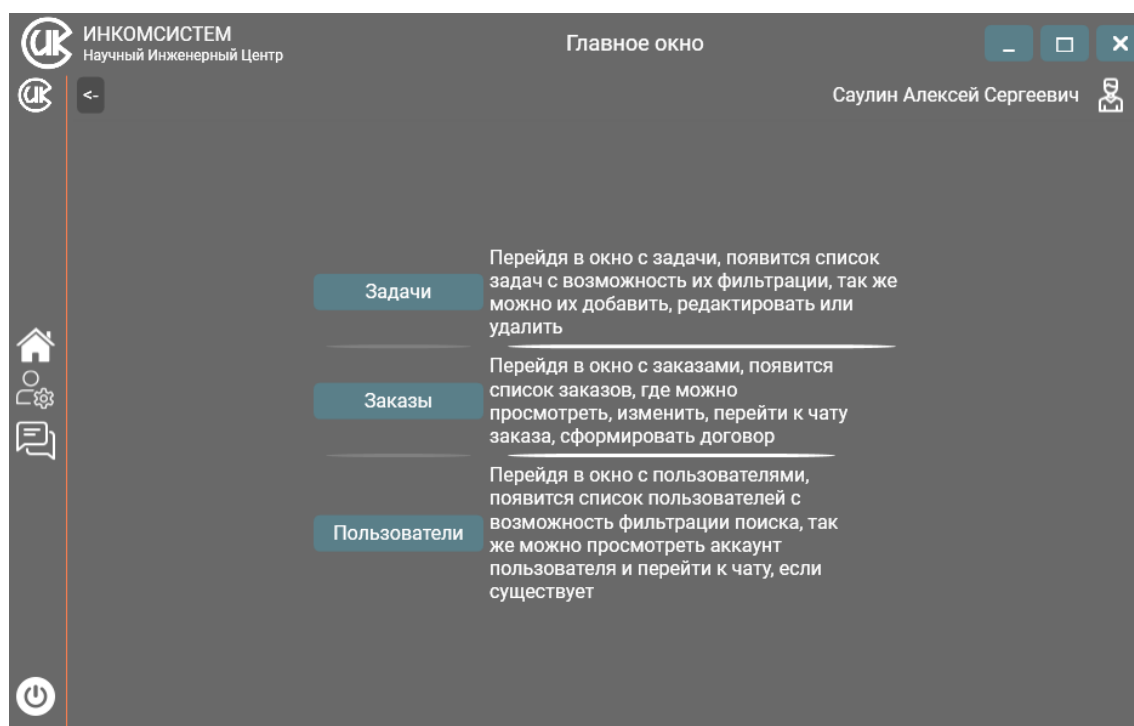 ИНКОМСИСТЕМ
Научный Инженерный Центр
Главное окно
<-
Саулин Алексей Сергеевич
Задачи
Перейдя в окно с задачи, появится список
задач с возможность их фильтрации, так же
можно их добавить, редактировать или
удалить
Заказы
Перейдя в окно с заказами, появится
список заказов, где можно
просмотреть, изменить, перейти к чату
заказа, сформировать договор
Пользователи
Перейдя в окно с пользователями,
появится список пользователей с
возможность фильтрации поиска, так
же можно просмотреть аккаунт
пользователя и перейти к чату, если
существует